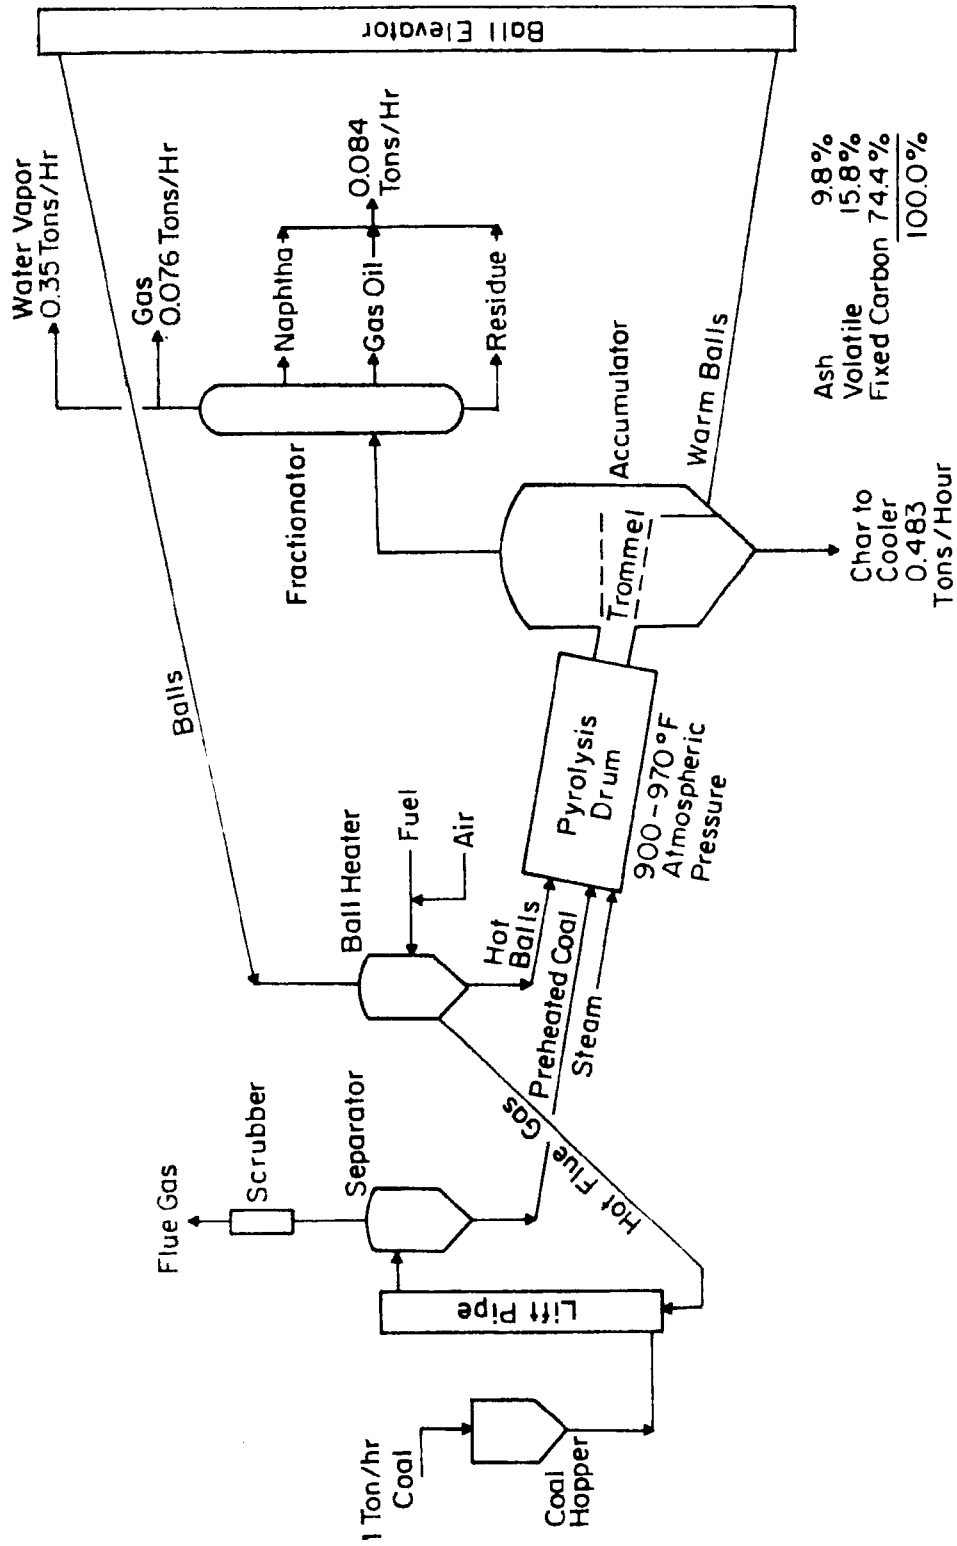 Ball Elevator
Water Vapor
0.35 Tons/Hr
Gas
0.076 Tons/Hr
Naphtha
Gas Oil
Residue
0.084
Tons/Hr
Fractionator
Balls
Accumulator
Trommel
Warm Balls
Char to
Cooler
0.483
Tons/Hour
Ash 9.8%
Volatile 15.8%
Fixed Carbon 74.4%
100.0%
Pyrolysis
Drum
900-970°F
Atmospheric
Pressure
Ball Heater
Fuel
Air
Hot
Balls
Preheated Coal
Steam
Hot Flue Gas
Flue Gas
Scrubber
Separator
Lift Pipe
1 Ton/hr
Coal
Coal
Hopper